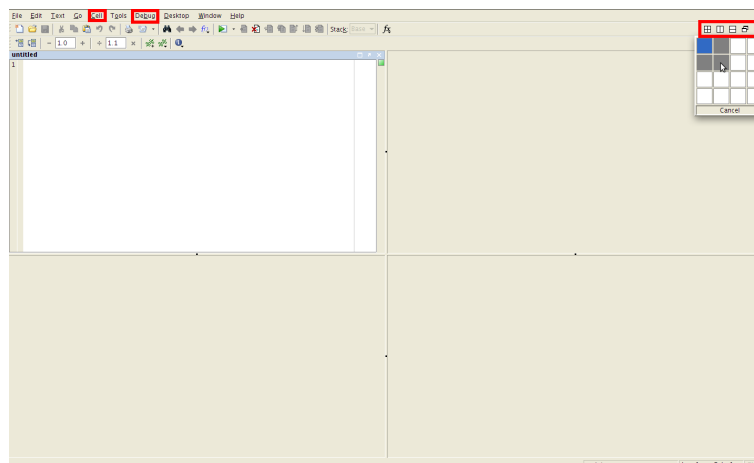 File Edit Text Go Cell Tools Debug Desktop Window Help
Stack: Base fx
− 1.0 + ÷ 1.1 ×
untitled
1
Cancel